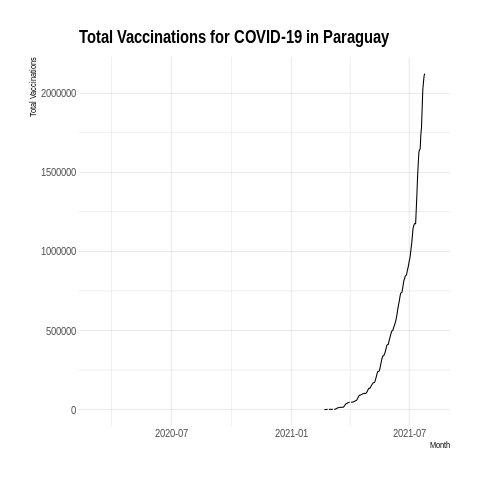 Total Vaccinations for COVID-19 in Paraguay
Total Vaccinations
2000000
1500000
1000000
500000
0
2020-07 2021-01 2021-07
Month